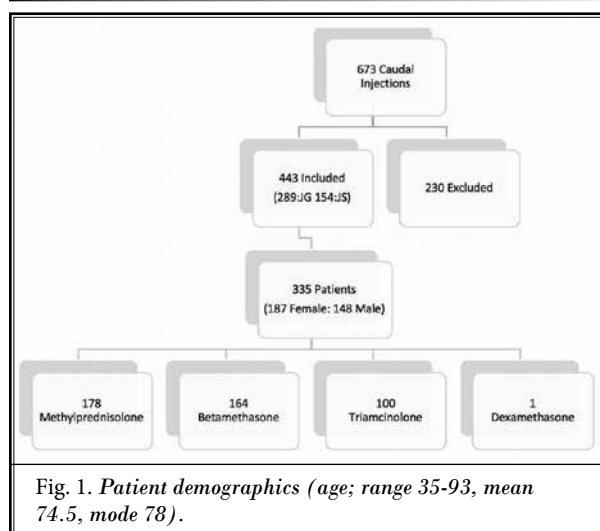 673 Caudal
Injections
443 Included
(289:JG 154:JS)
230 Excluded
335 Patients
(187 Female: 148 Male)
178
Methylprednisolone
164
Betamethasone
100
Triamcinolone
1
Dexamethasone
Fig. 1. Patient demographics (age; range 35-93, mean
74.5, mode 78).